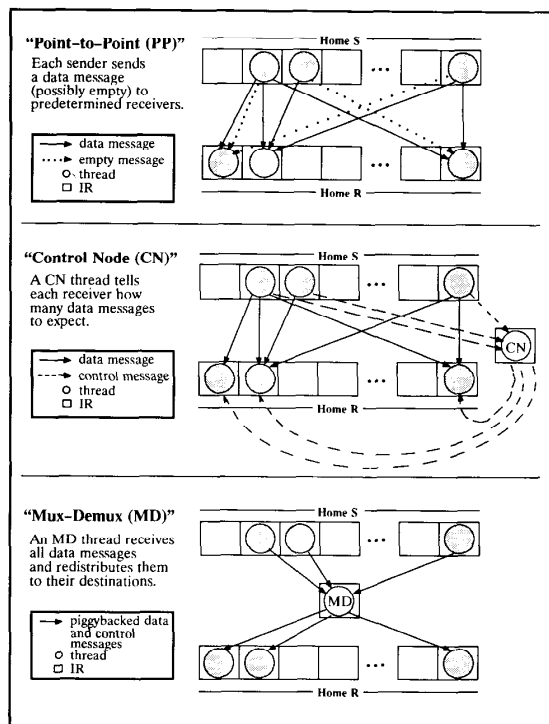 "Point-to-Point (PP)"
Each sender sends
a data message
(possibly empty) to
predetermined receivers.
data message
empty message
thread
IR
Home S
...
...
Home R
"Control Node (CN)"
A CN thread tells
each receiver how
many data messages
to expect.
data message
control message
thread
IR
Home S
...
CN
...
Home R
"Mux-Demux (MD)"
An MD thread receives
all data messages
and redistributes them
to their destinations.
piggybacked data
and control
messages
thread
IR
Home S
...
MD
...
Home R